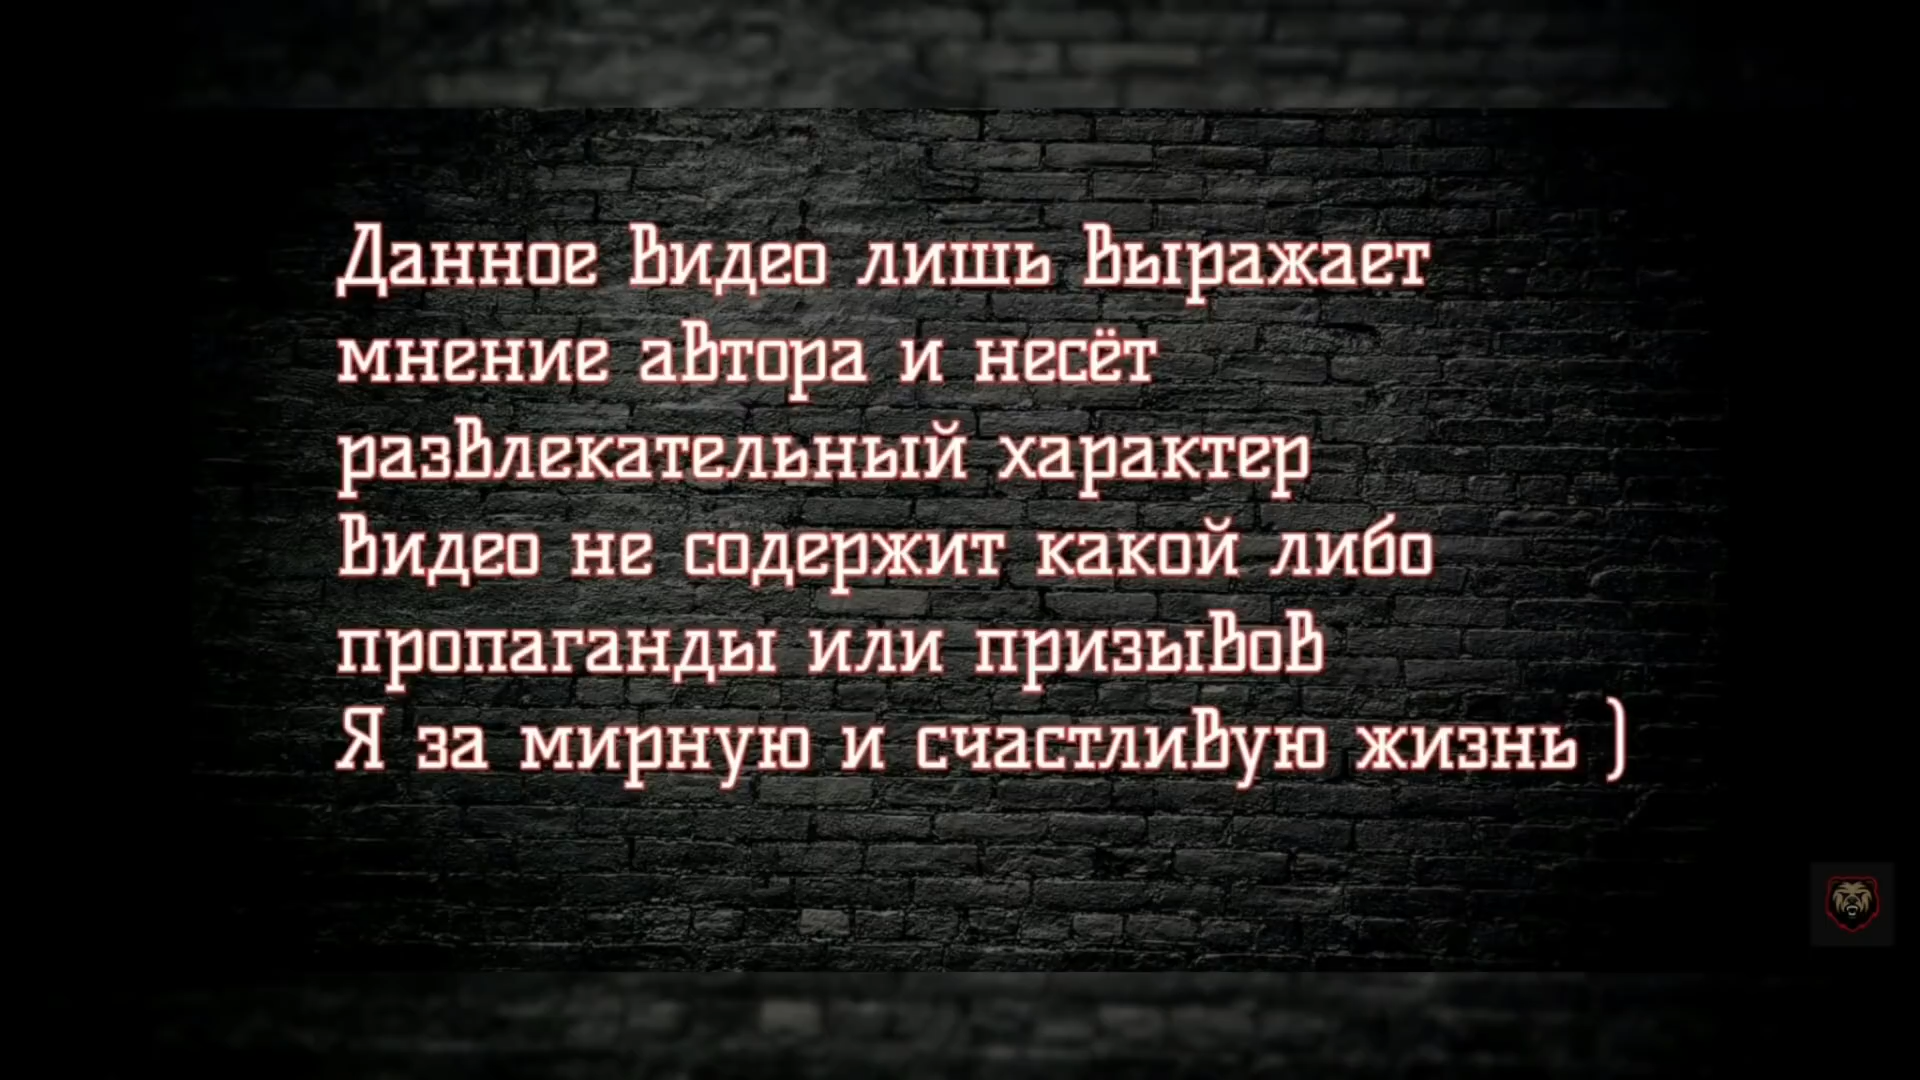 Данное видео лишь выражает
мнение автора и несёт
развлекательный характер
видео не содержит какой либо
пропаганды или призывов
Я за мирную и счастливую жизнь )